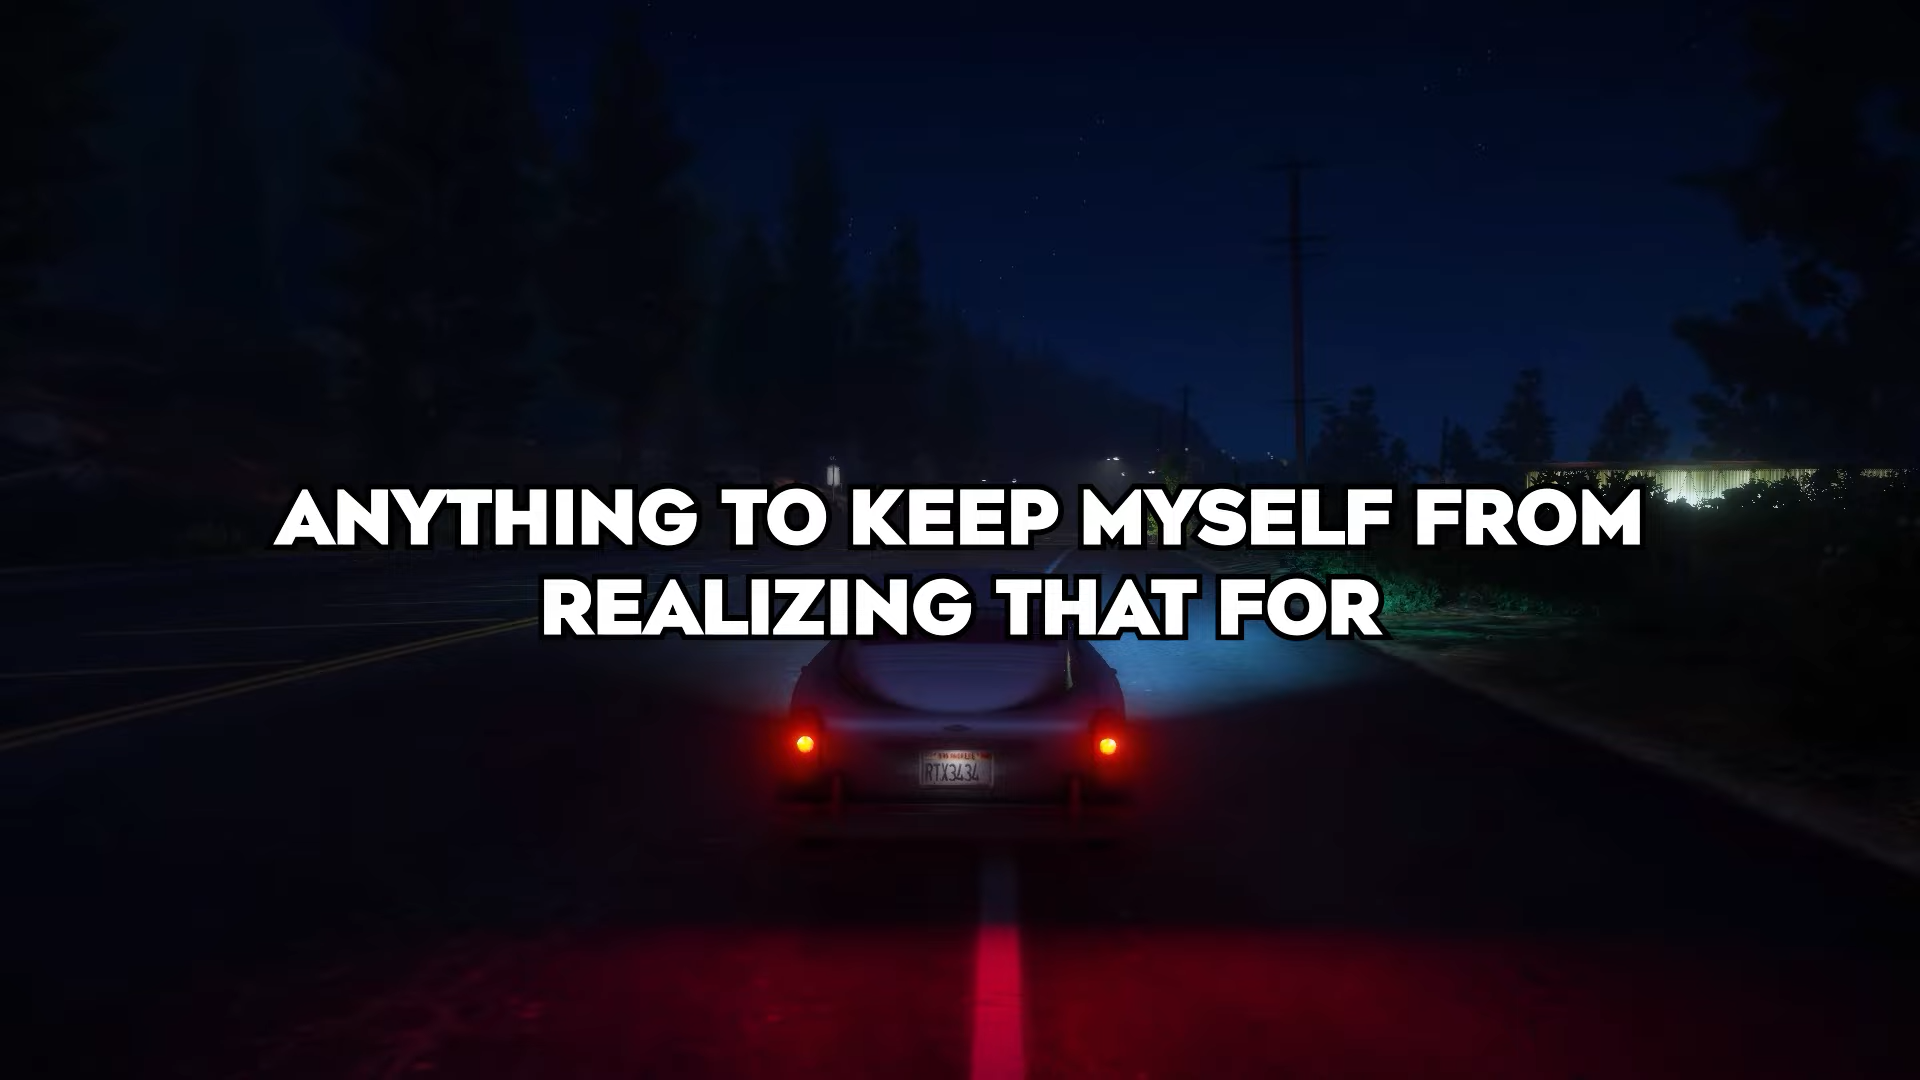 ANYTHING TO KEEP MYSELF FROM
REALIZING THAT FOR
RTX3434